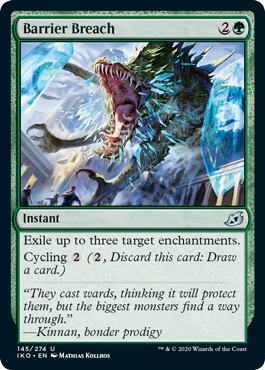 Barrier Breach 2
Instant
Exile up to three target enchantments.
Cycling 2 (2, Discard this card: Draw
a card.)
“They cast wards, thinking it will protect
them, but the biggest monsters find a way
through.”
—Kinnan, bonder prodigy
145/274 U
IKO • EN Mathias Kollros
™ & © 2020 Wizards of the Coast